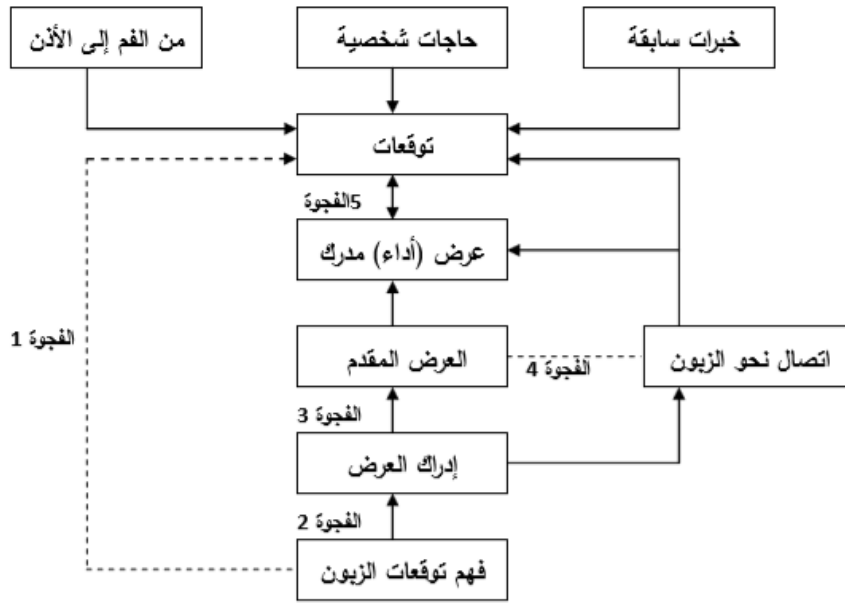 خبرات سابقة
حاجات شخصية
من الفم إلى الأذن
توقعات
الفجوة5
عرض (أداء) مدرك
الفجوة 1
العرض المقدم
الفجوة 4
اتصال نحو الزبون
الفجوة 3
إدراك العرض
الفجوة 2
فهم توقعات الزبون